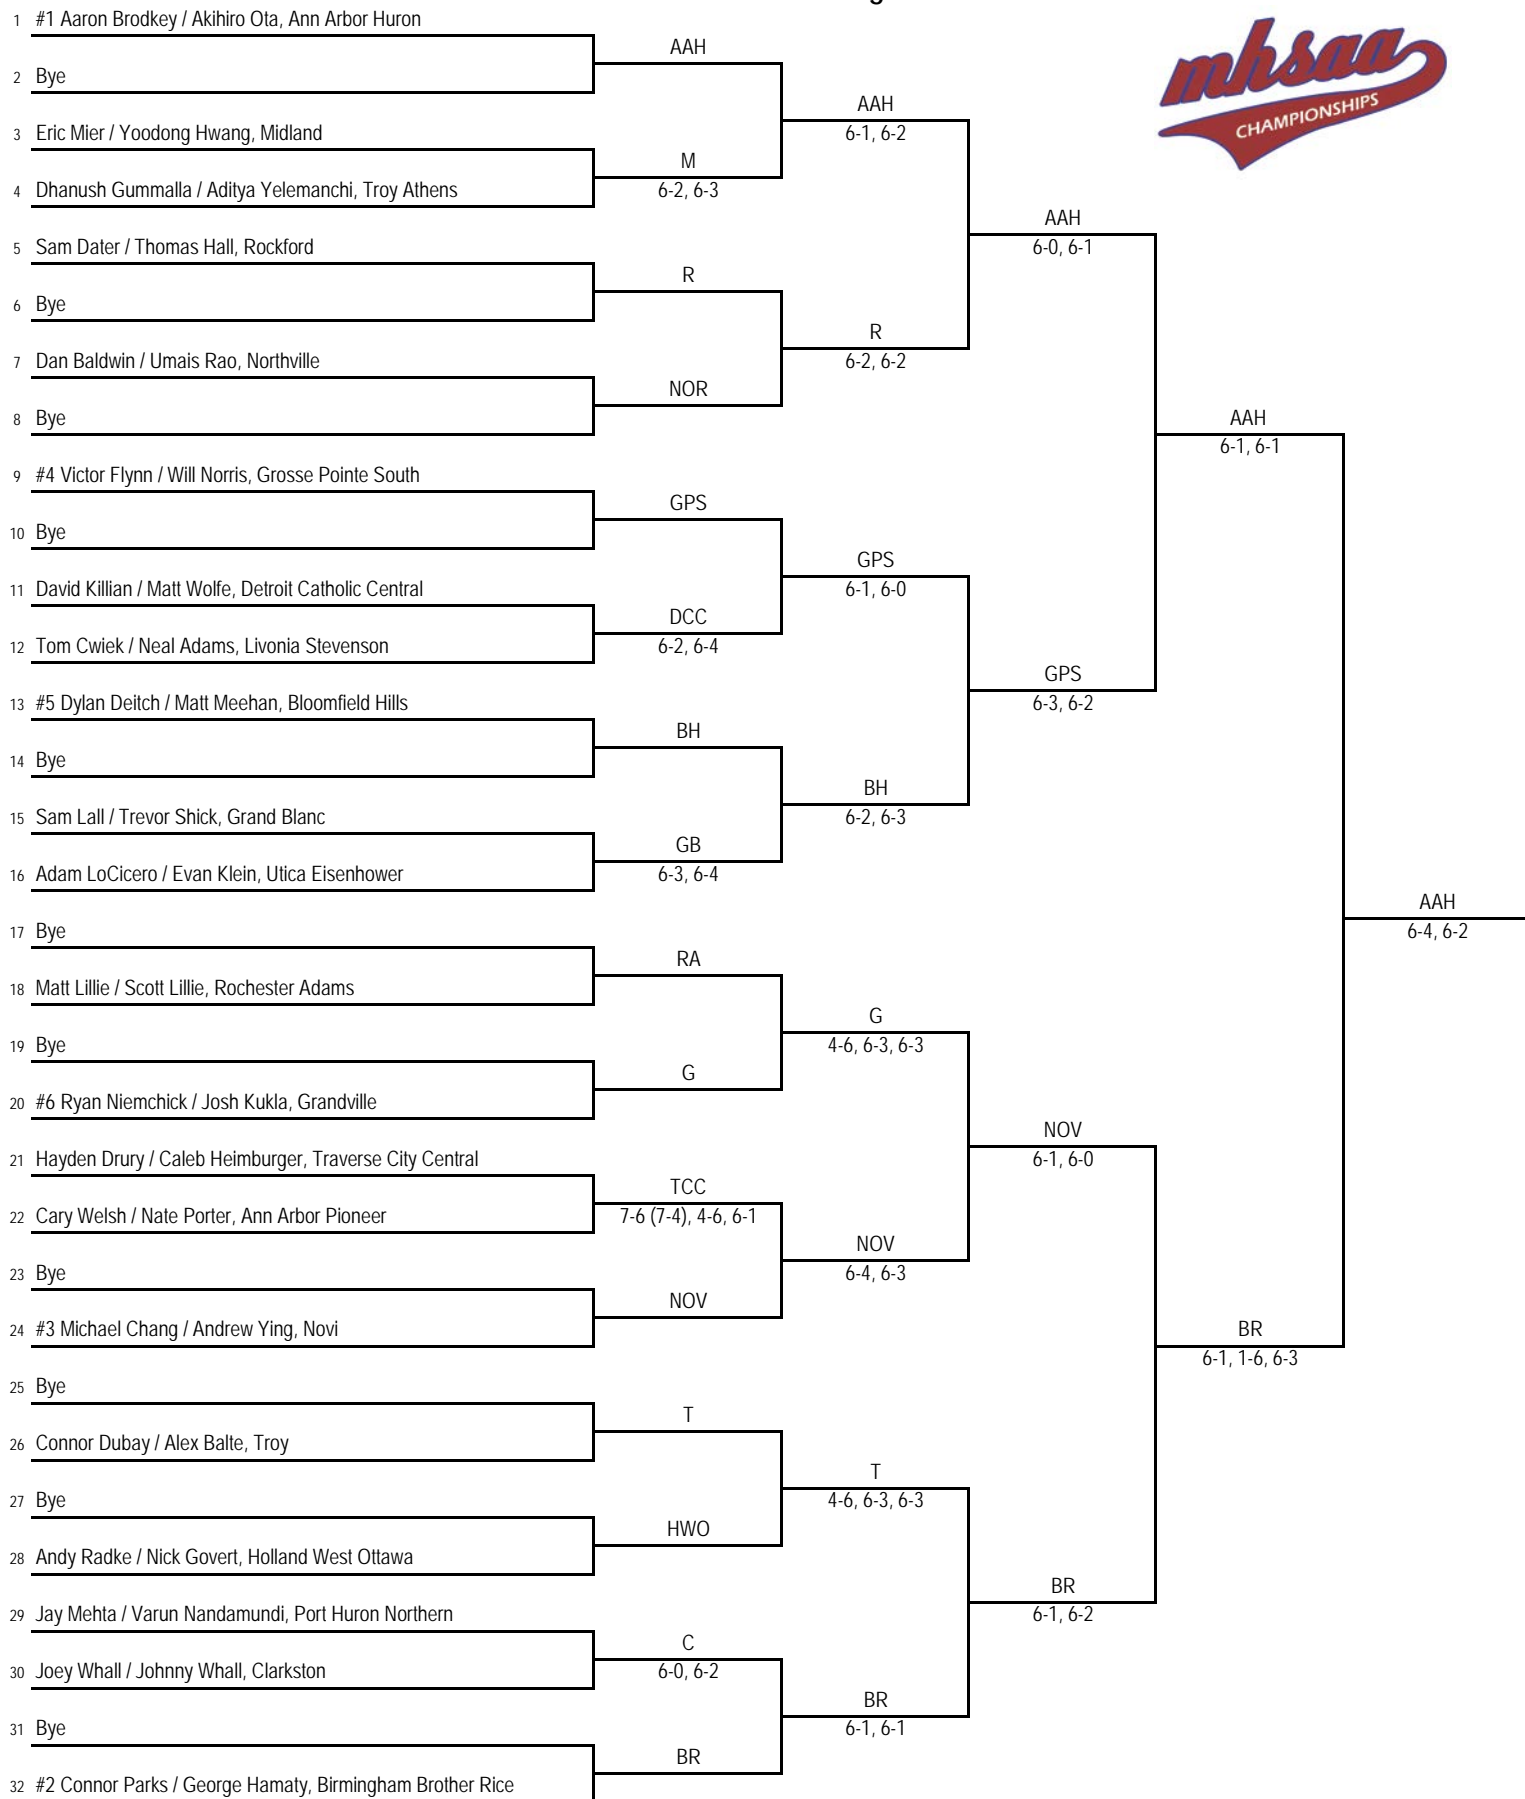 1 #1 Aaron Brodkey / Akihiro Ota, Ann Arbor Huron
AAH
2 Bye
AAH
6-1, 6-2
3 Eric Mier / Yoodong Hwang, Midland
M
6-2, 6-3
4 Dhanush Gummalla / Aditya Yelemanchi, Troy Athens
AAH
6-0, 6-1
5 Sam Dater / Thomas Hall, Rockford
R
6 Bye
R
6-2, 6-2
7 Dan Baldwin / Umais Rao, Northville
NOR
8 Bye
AAH
6-1, 6-1
9 #4 Victor Flynn / Will Norris, Grosse Pointe South
GPS
10 Bye
GPS
6-1, 6-0
11 David Killian / Matt Wolfe, Detroit Catholic Central
DCC
6-2, 6-4
12 Tom Cwiek / Neal Adams, Livonia Stevenson
GPS
6-3, 6-2
13 #5 Dylan Deitch / Matt Meehan, Bloomfield Hills
BH
14 Bye
BH
6-2, 6-3
15 Sam Lall / Trevor Shick, Grand Blanc
GB
6-3, 6-4
16 Adam LoCicero / Evan Klein, Utica Eisenhower
AAH
6-4, 6-2
17 Bye
RA
18 Matt Lillie / Scott Lillie, Rochester Adams
G
4-6, 6-3, 6-3
19 Bye
G
20 #6 Ryan Niemchick / Josh Kukla, Grandville
NOV
6-1, 6-0
21 Hayden Drury / Caleb Heimburger, Traverse City Central
TCC
7-6 (7-4), 4-6, 6-1
22 Cary Welsh / Nate Porter, Ann Arbor Pioneer
NOV
6-4, 6-3
23 Bye
NOV
24 #3 Michael Chang / Andrew Ying, Novi
BR
6-1, 1-6, 6-3
25 Bye
T
26 Connor Dubay / Alex Balte, Troy
T
4-6, 6-3, 6-3
27 Bye
HWO
28 Andy Radke / Nick Govert, Holland West Ottawa
BR
6-1, 6-2
29 Jay Mehta / Varun Nandamundi, Port Huron Northern
C
6-0, 6-2
30 Joey Whall / Johnny Whall, Clarkston
BR
6-1, 6-1
31 Bye
BR
32 #2 Connor Parks / George Hamaty, Birmingham Brother Rice
mhsaa
CHAMPIONSHIPS